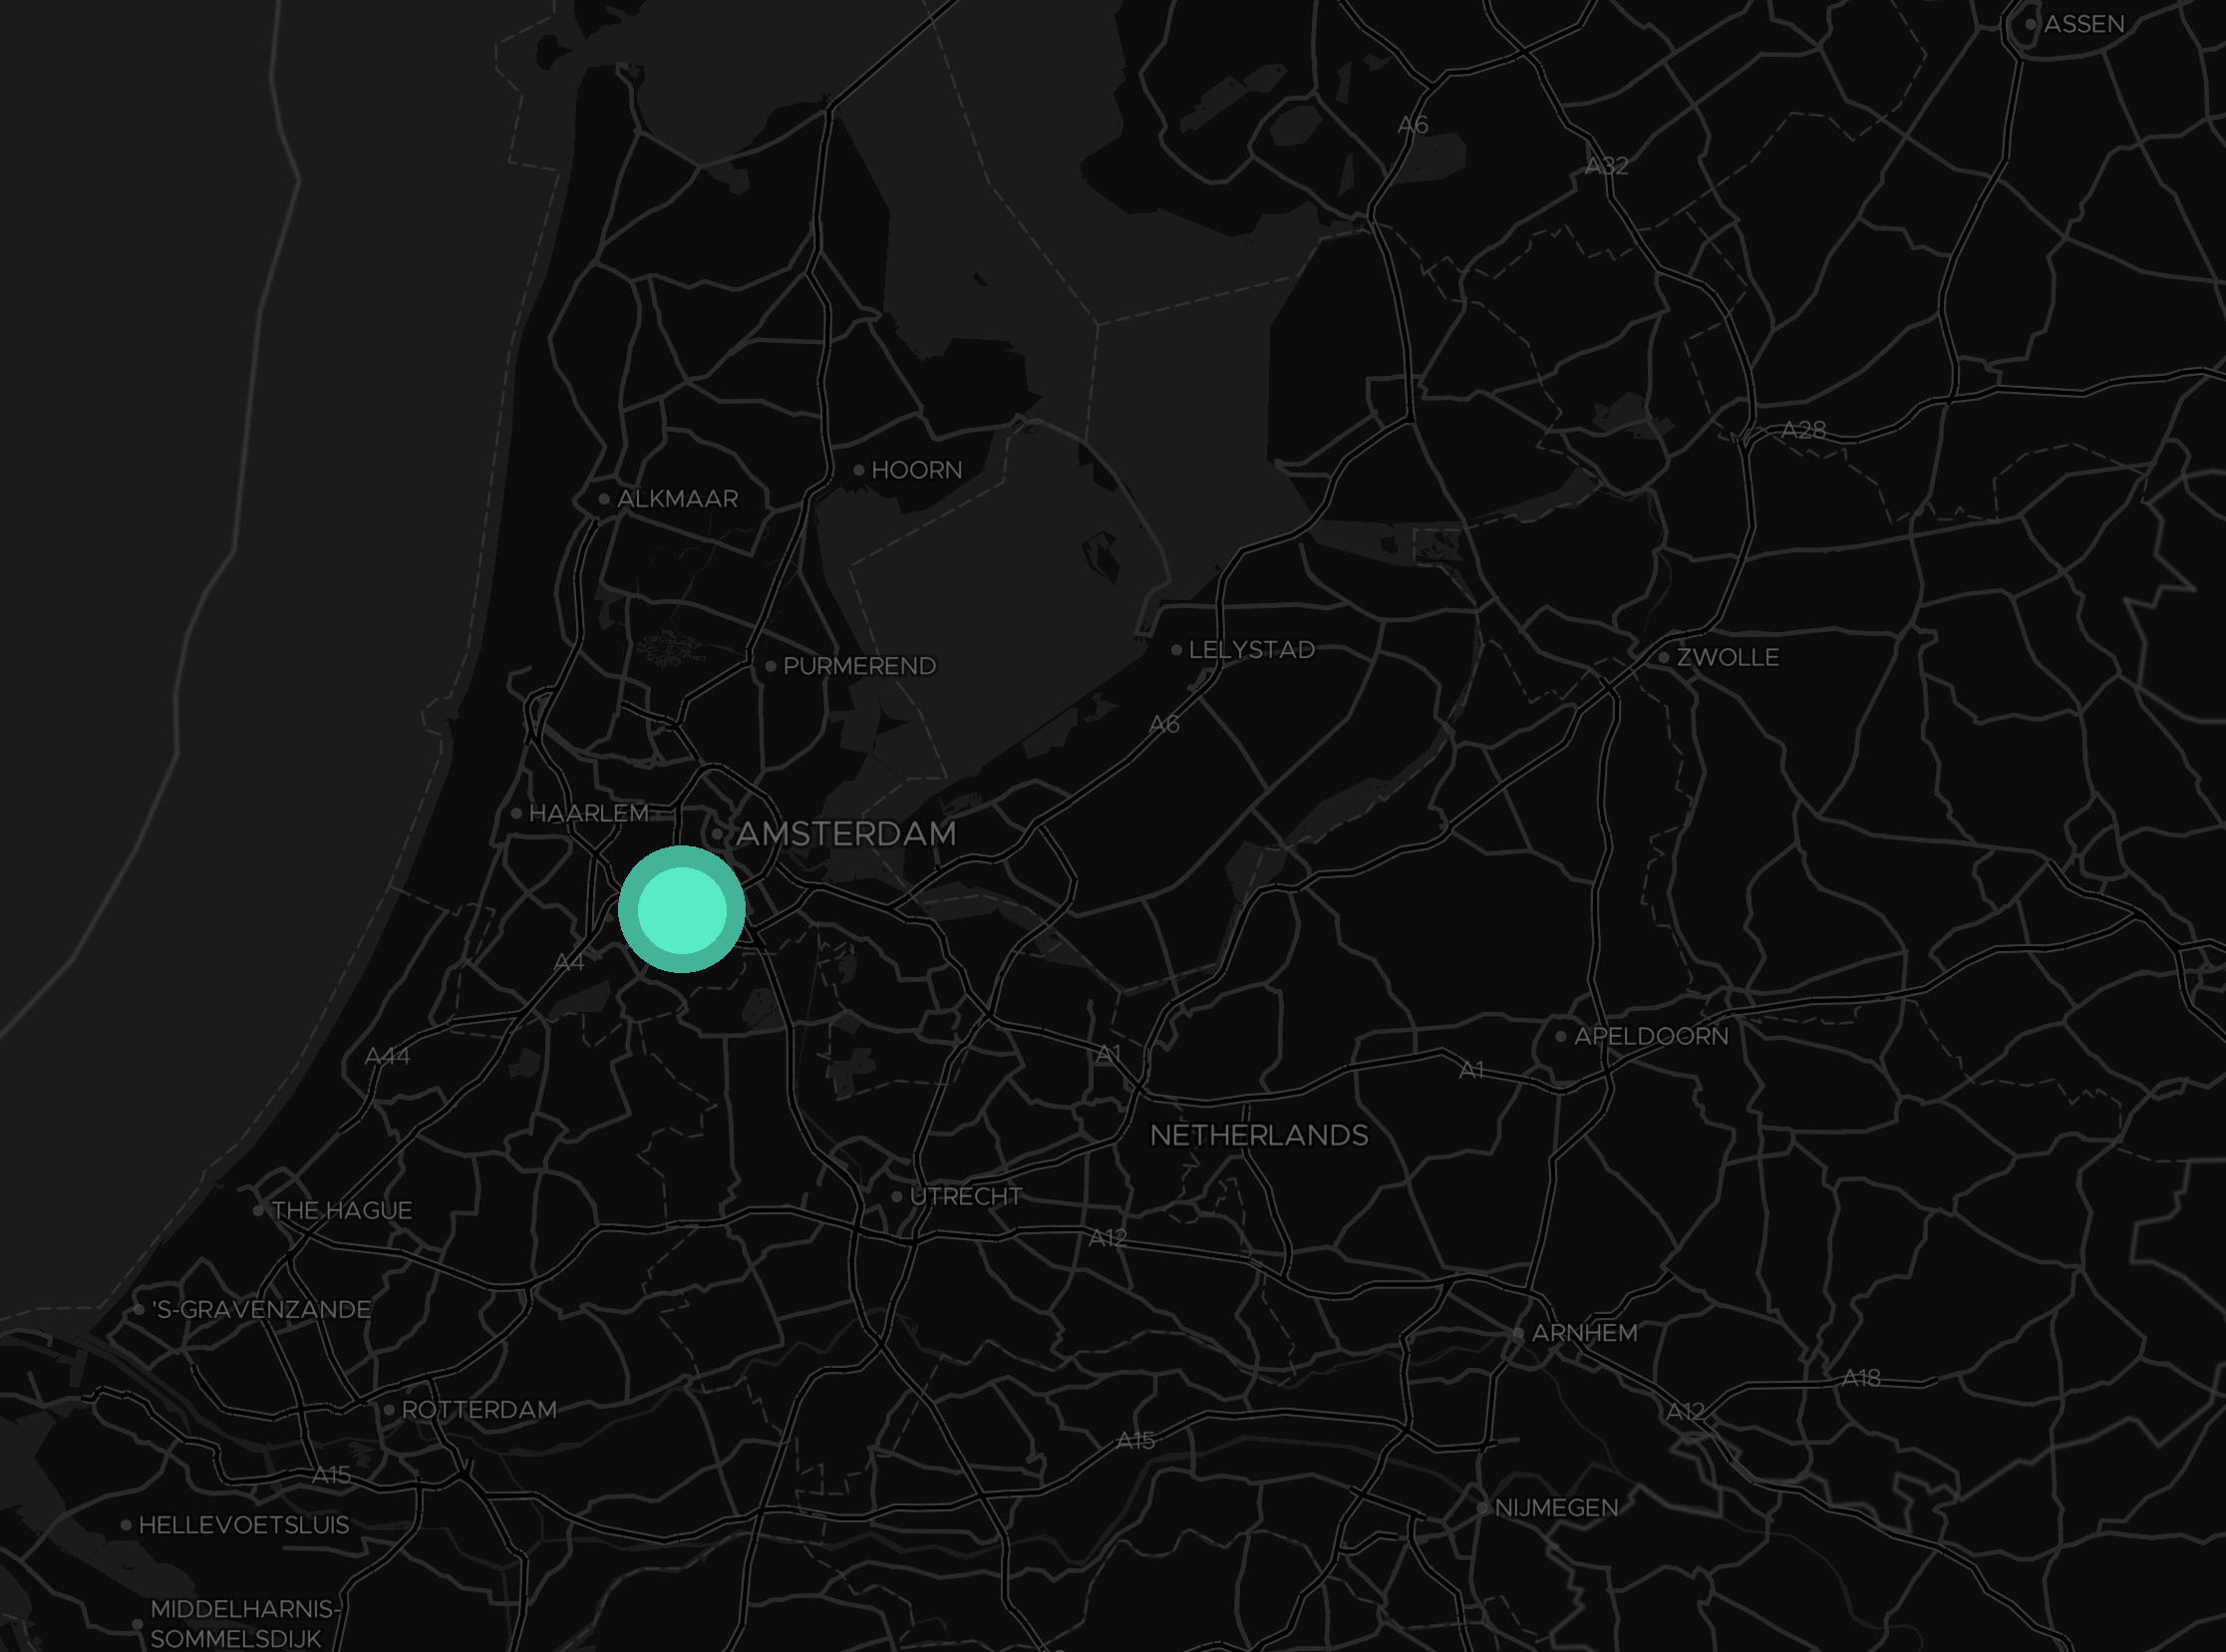 ASSEN
A6
A32
A28
HOORN
ALKMAAR
LELYSTAD
ZWOLLE
PURMEREND
A6
HAARLEM
AMSTERDAM
A4
APELDOORN
A44
A1
A1
NETHERLANDS
UTRECHT
THE HAGUE
A12
'S-GRAVENZANDE
ARNHEM
A18
ROTTERDAM
A12
A15
A15
NIJMEGEN
HELLEVOETSLUIS
MIDDELHARNIS-
SOMMELSDIJK